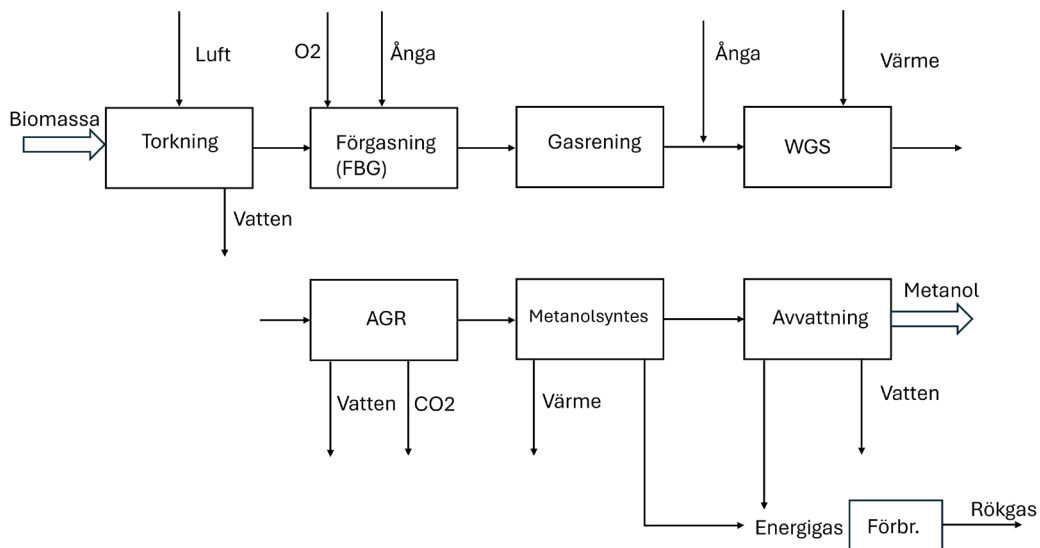 Luft
O2
Ånga
Ånga
Värme
Biomassa
Torkning
Förgasning
(FBG)
Gasrening
WGS
Vatten
AGR
Metanolsyntes
Avvattning
Metanol
Vatten
CO2
Värme
Vatten
Energigas
Förbr.
Rökgas